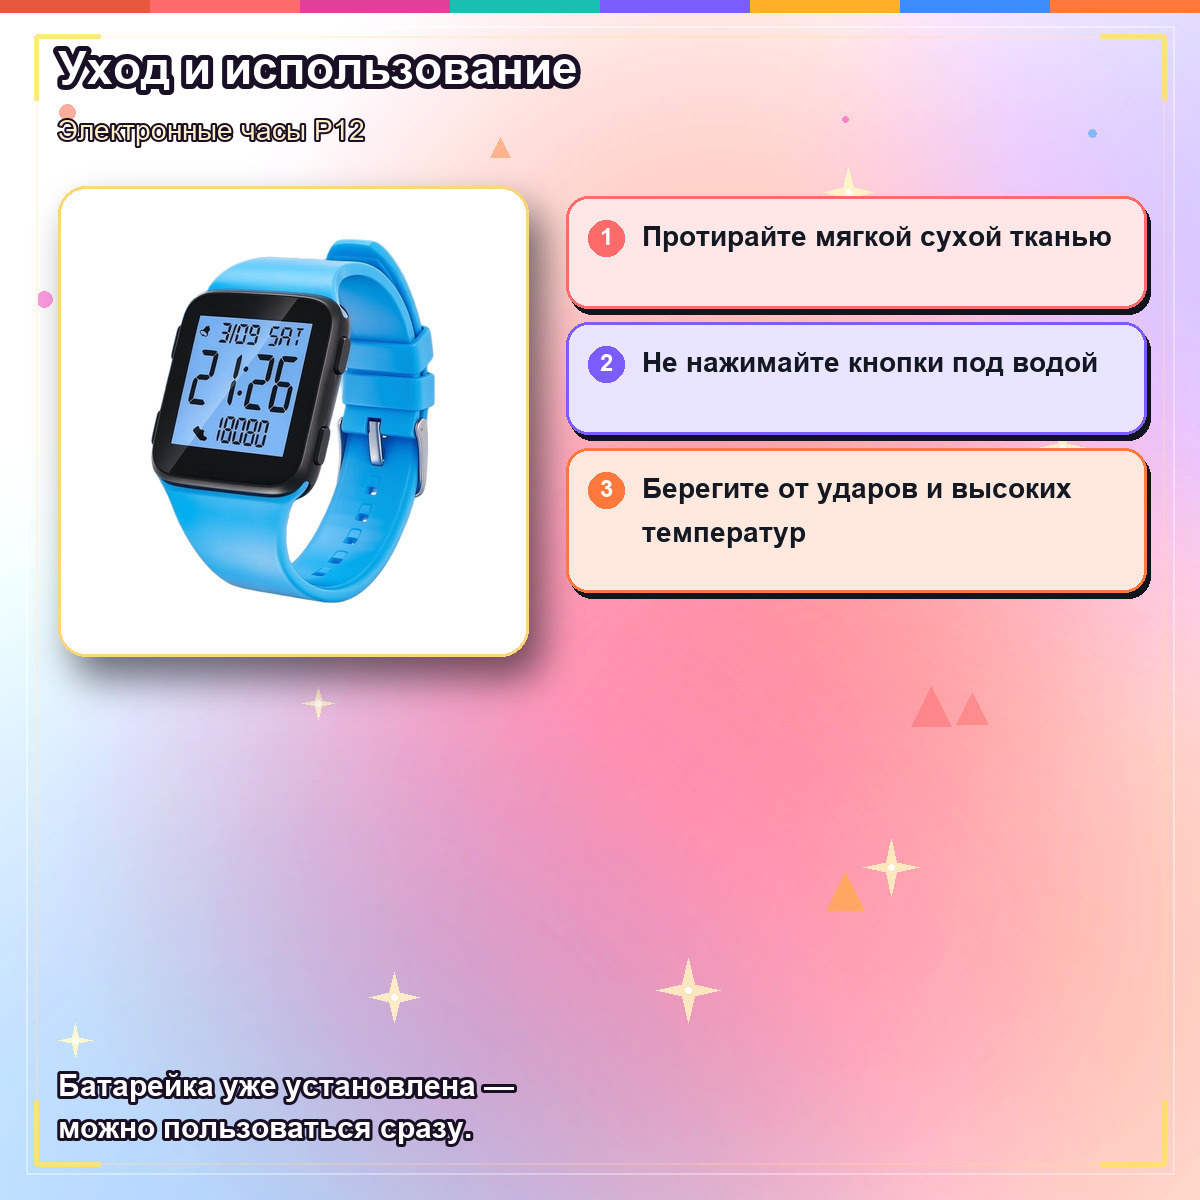 Уход и использование
Электронные часы P12
3/09 SAT
21:26
18080
1 Протирайте мягкой сухой тканью
2 Не нажимайте кнопки под водой
3 Берегите от ударов и высоких
температур
Батарейка уже установлена —
можно пользоваться сразу.